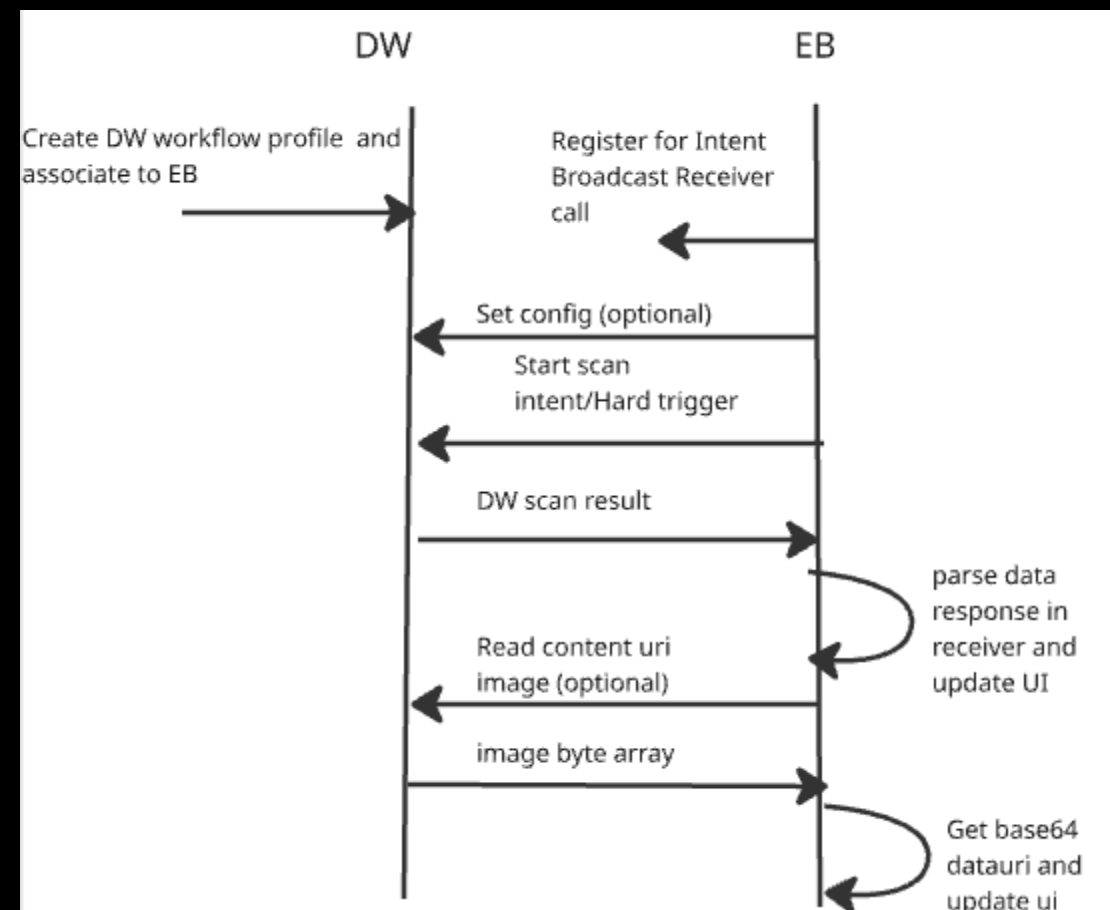 DW
EB
Create DW workflow profile and
associate to EB
Register for Intent
Broadcast Receiver
call
Set config (optional)
Start scan
intent/Hard trigger
DW scan result
parse data
response in
receiver and
update UI
Read content uri
image (optional)
image byte array
Get base64
datauri and
update ui